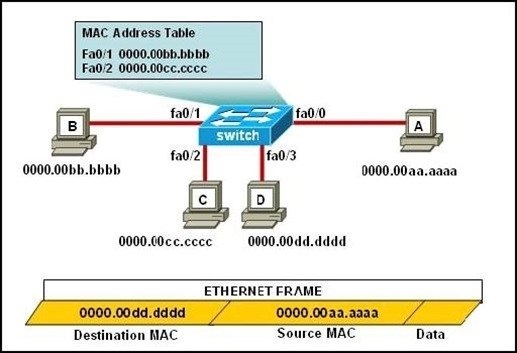 MAC Address Table
Fa0/1 0000.00bb.bbbb
Fa0/2 0000.00cc.cccc
fa0/1
fa0/0
B
A
switch
0000.00bb.bbbb
fa0/2
fa0/3
0000.00aa.aaaa
C
D
0000.00cc.cccc
0000.00dd.dddd
ETHERNET FRAME
0000.00dd.dddd
0000.00aa.aaaa
Destination MAC
Source MAC
Data